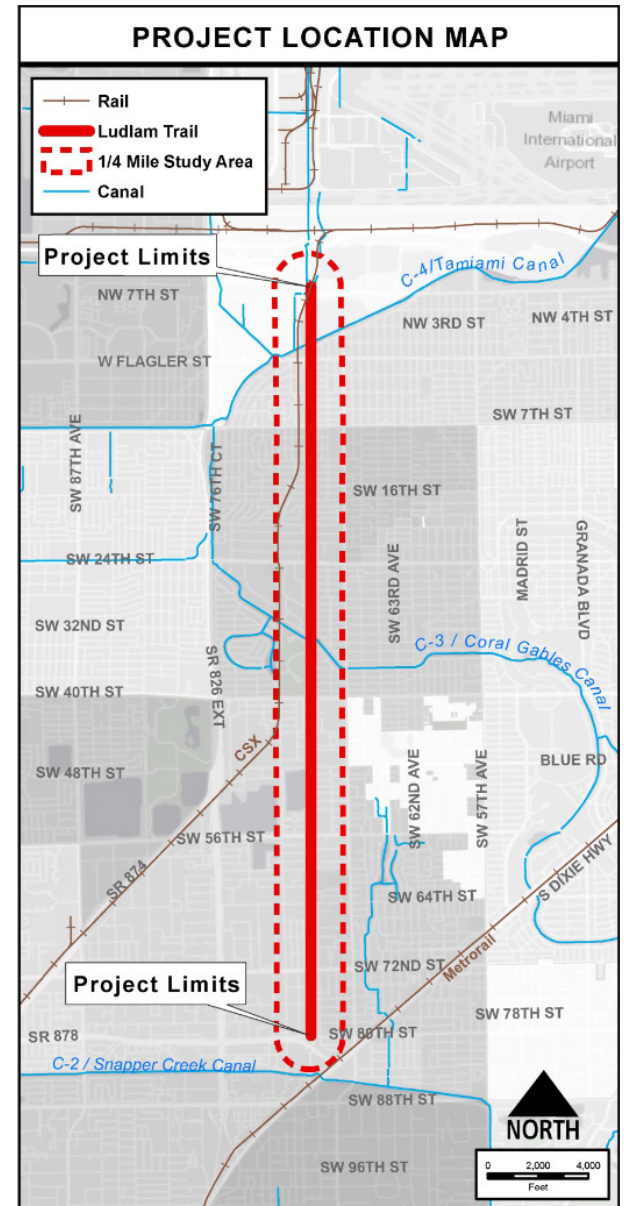 PROJECT LOCATION MAP
Rail
Ludlam Trail
1/4 Mile Study Area
Canal
Miami
International
Airport
Project Limits
C-4/Tamiami Canal
NW 7TH ST
NW 3RD ST
NW 4TH ST
W FLAGLER ST
SW 7TH ST
SW 87TH AVE
SW 76TH CT
SW 16TH ST
SW 24TH ST
SW 63RD AVE
MADRID ST
GRANADA BLVD
SW 32ND ST
C-3 / Coral Gables Canal
SR 826 EXT
SW 40TH ST
CSX
SW 48TH ST
SW 62ND AVE
SW 57TH AVE
BLUE RD
SW 56TH ST
SR 874
SW 64TH ST
S DIXIE HWY
SW 72ND ST
Metrorail
Project Limits
SW 78TH ST
SR 878
SW 80TH ST
C-2 / Snapper Creek Canal
SW 88TH ST
NORTH
SW 96TH ST
0 2,000 4,000
Feet